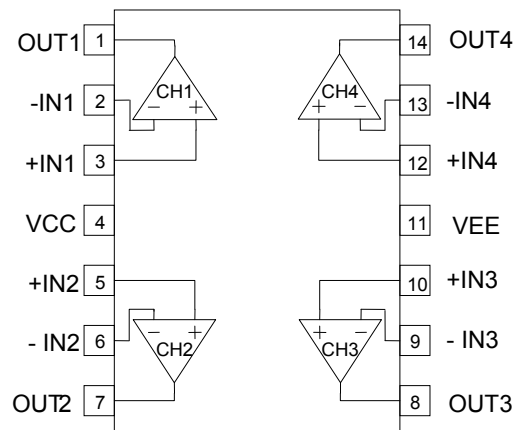 OUT1 1 14 OUT4
CH1 CH4
-IN1 2 − + + − 13 -IN4
+IN1 3 12 +IN4
VCC 4 11 VEE
+IN2 5 10 +IN3
- IN2 6 − + + − 9 - IN3
CH2 CH3
OUT2 7 8 OUT3